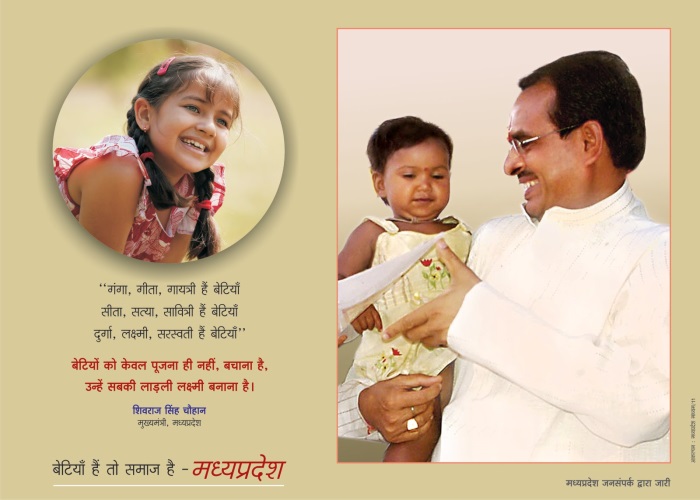 ‘‘गंगा, गीता, गायत्री हैं बेटियाँ
सीता, सत्या, सावित्री हैं बेटियाँ
दुर्गा, लक्ष्मी, सरस्वती हैं बेटियाँ’’
बेटियों को केवल पूजना ही नहीं, बचाना है,
उन्हें सबकी लाड़ली लक्ष्मी बनाना है।
शिवराज सिंह चौहान
मुख्यमंत्री, मध्यप्रदेश
बेटियाँ हैं तो समाज है - मध्यप्रदेश
मध्यप्रदेश जनसंपर्क द्वारा जारी